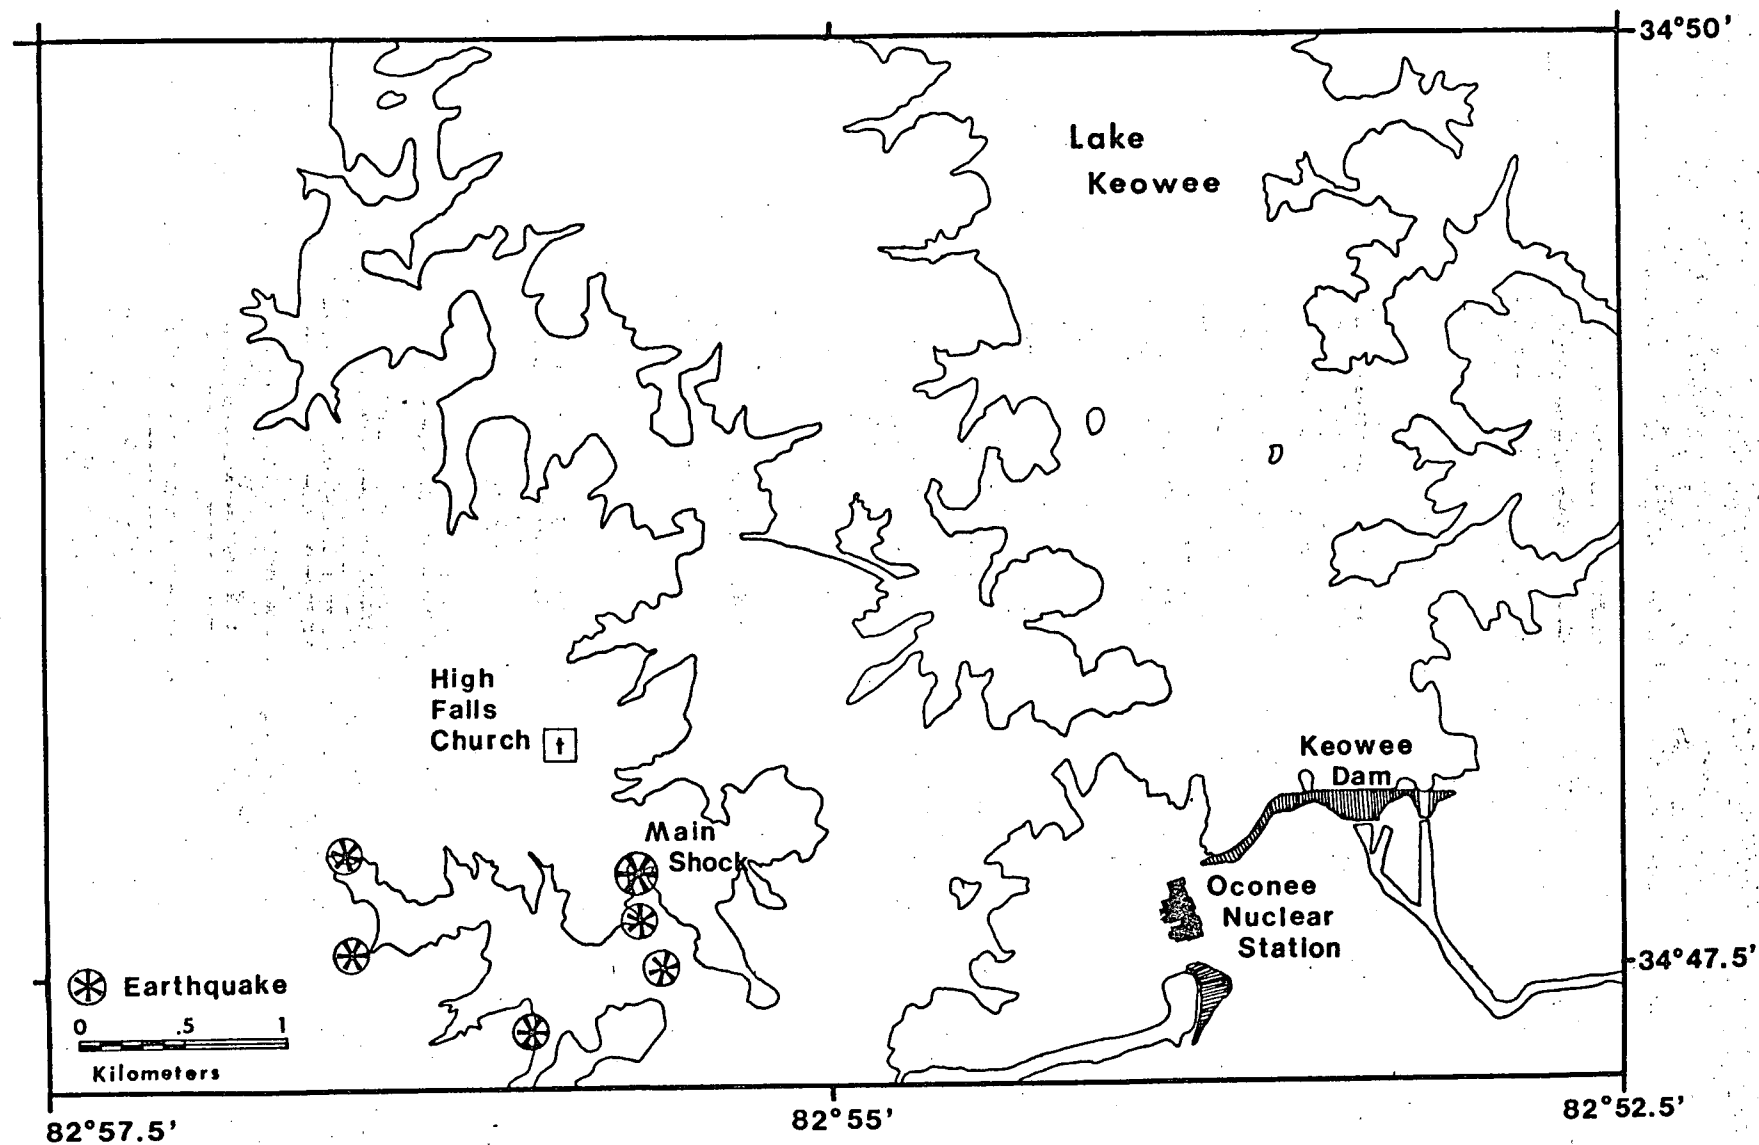 34°50'
Lake
Keowee
High
Falls
Church
Keowee
Dam
Main
Shock
Oconee
Nuclear
Station
34°47.5'
Earthquake
0 .5 1
Kilometers
82°57.5'
82°55'
82°52.5'